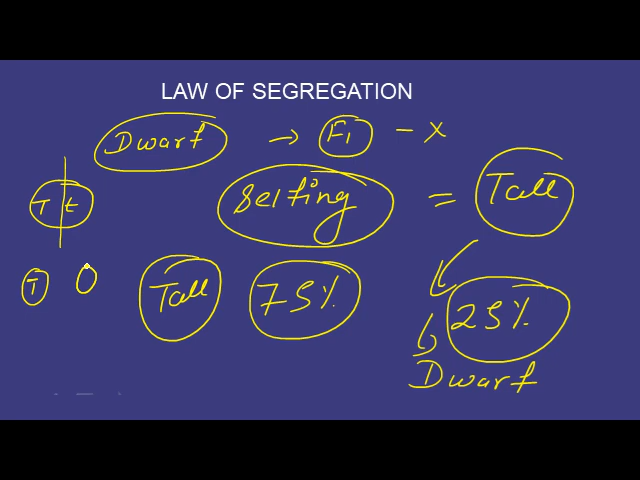 LAW OF SEGREGATION
Dwarf → F1 - x
T t Selfing = Tall
T Tall 75% 25%
Dwarf